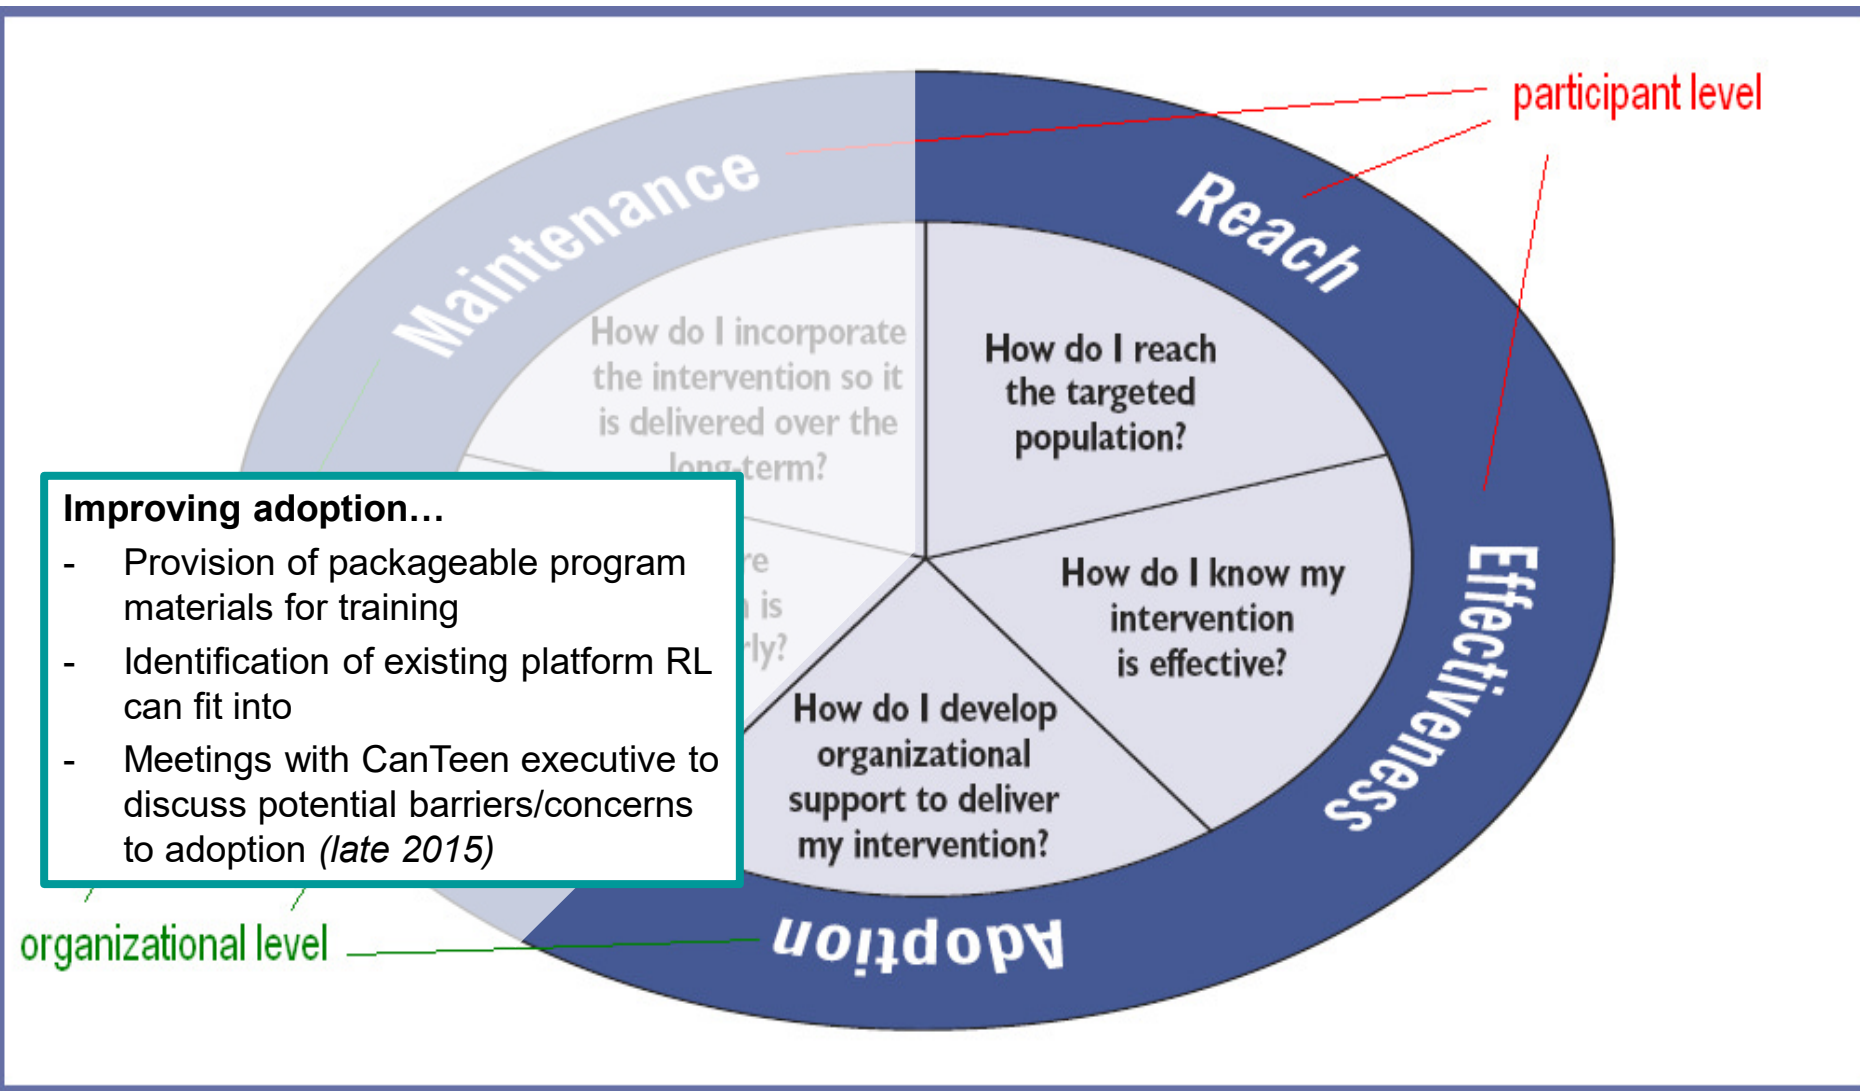 participant level
Maintenance
Reach
Effectiveness
Adoption
How do I incorporate
the intervention so it
is delivered over the
long-term?
How do I reach
the targeted
population?
How do I know my
intervention
is effective?
How do I develop
organizational
support to deliver
my intervention?
is
Improving adoption…
- Provision of packageable program
materials for training
- Identification of existing platform RL
can fit into
- Meetings with CanTeen executive to
discuss potential barriers/concerns
to adoption (late 2015)
organizational level